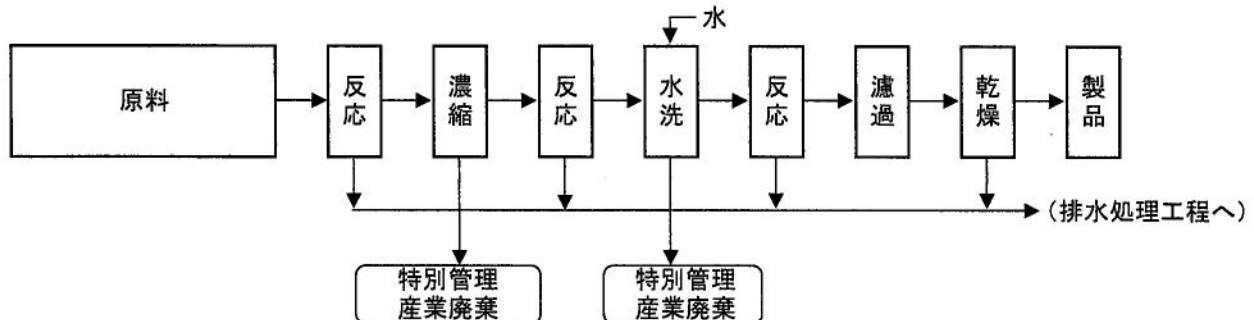 水
原料
反応
濃縮
反応
水洗
反応
濾過
乾燥
製品
(排水処理工程へ)
特別管理
産業廃棄
特別管理
産業廃棄